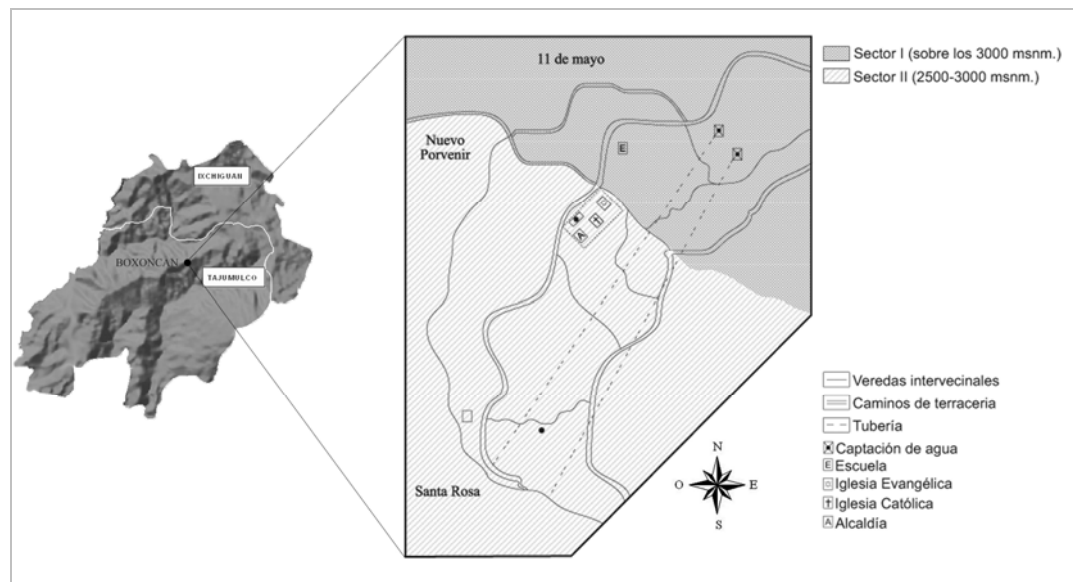 IXCHIGUAN
BOXONCAN
TAJUMULCO
11 de mayo
Nuevo
Porvenir
E
A
Santa Rosa
Sector I (sobre los 3000 msnm.)
Sector II (2500-3000 msnm.)
Veredas intervecinales
Caminos de terraceria
Tubería
Captación de agua
E Escuela
Iglesia Evangélica
Iglesia Católica
A Alcaldía
N
O
E
S